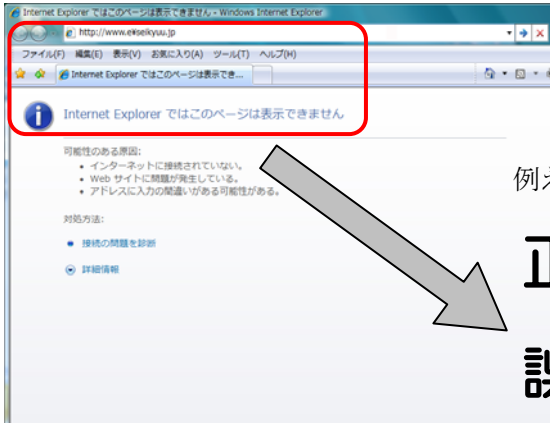 Internet Explorer ではこのページは表示できません - Windows Internet Explorer
http://www.e¥seikyuu.jp
ファイル(F) 編集(E) 表示(V) お気に入り(A) ツール(T) ヘルプ(H)
Internet Explorer ではこのページは表示でき...
Internet Explorer ではこのページは表示できません
可能性のある原因:
• インターネットに接続されていない。
• Web サイトに問題が発生している。
• アドレスに入力の間違いがある可能性がある。
対処方法:
• 接続の問題を診断
詳細情報
例え
正
誤